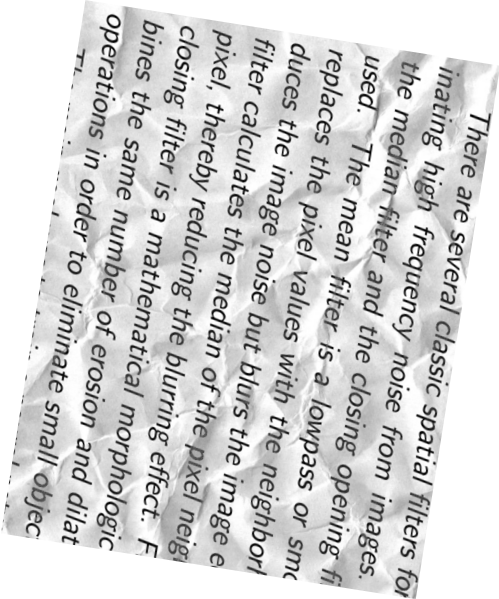 There are several classic spatial filters for
inating high frequency noise from images.
the median filter and the closing opening fi
used. The mean filter is a lowpass or smo
replaces the pixel values with the neighborh
duces the image noise but blurs the image e
filter calculates the median of the pixel neig
pixel, thereby reducing the blurring effect. F
closing filter is a mathematical morphologic
bines the same number of erosion and dilat
operations in order to eliminate small objec